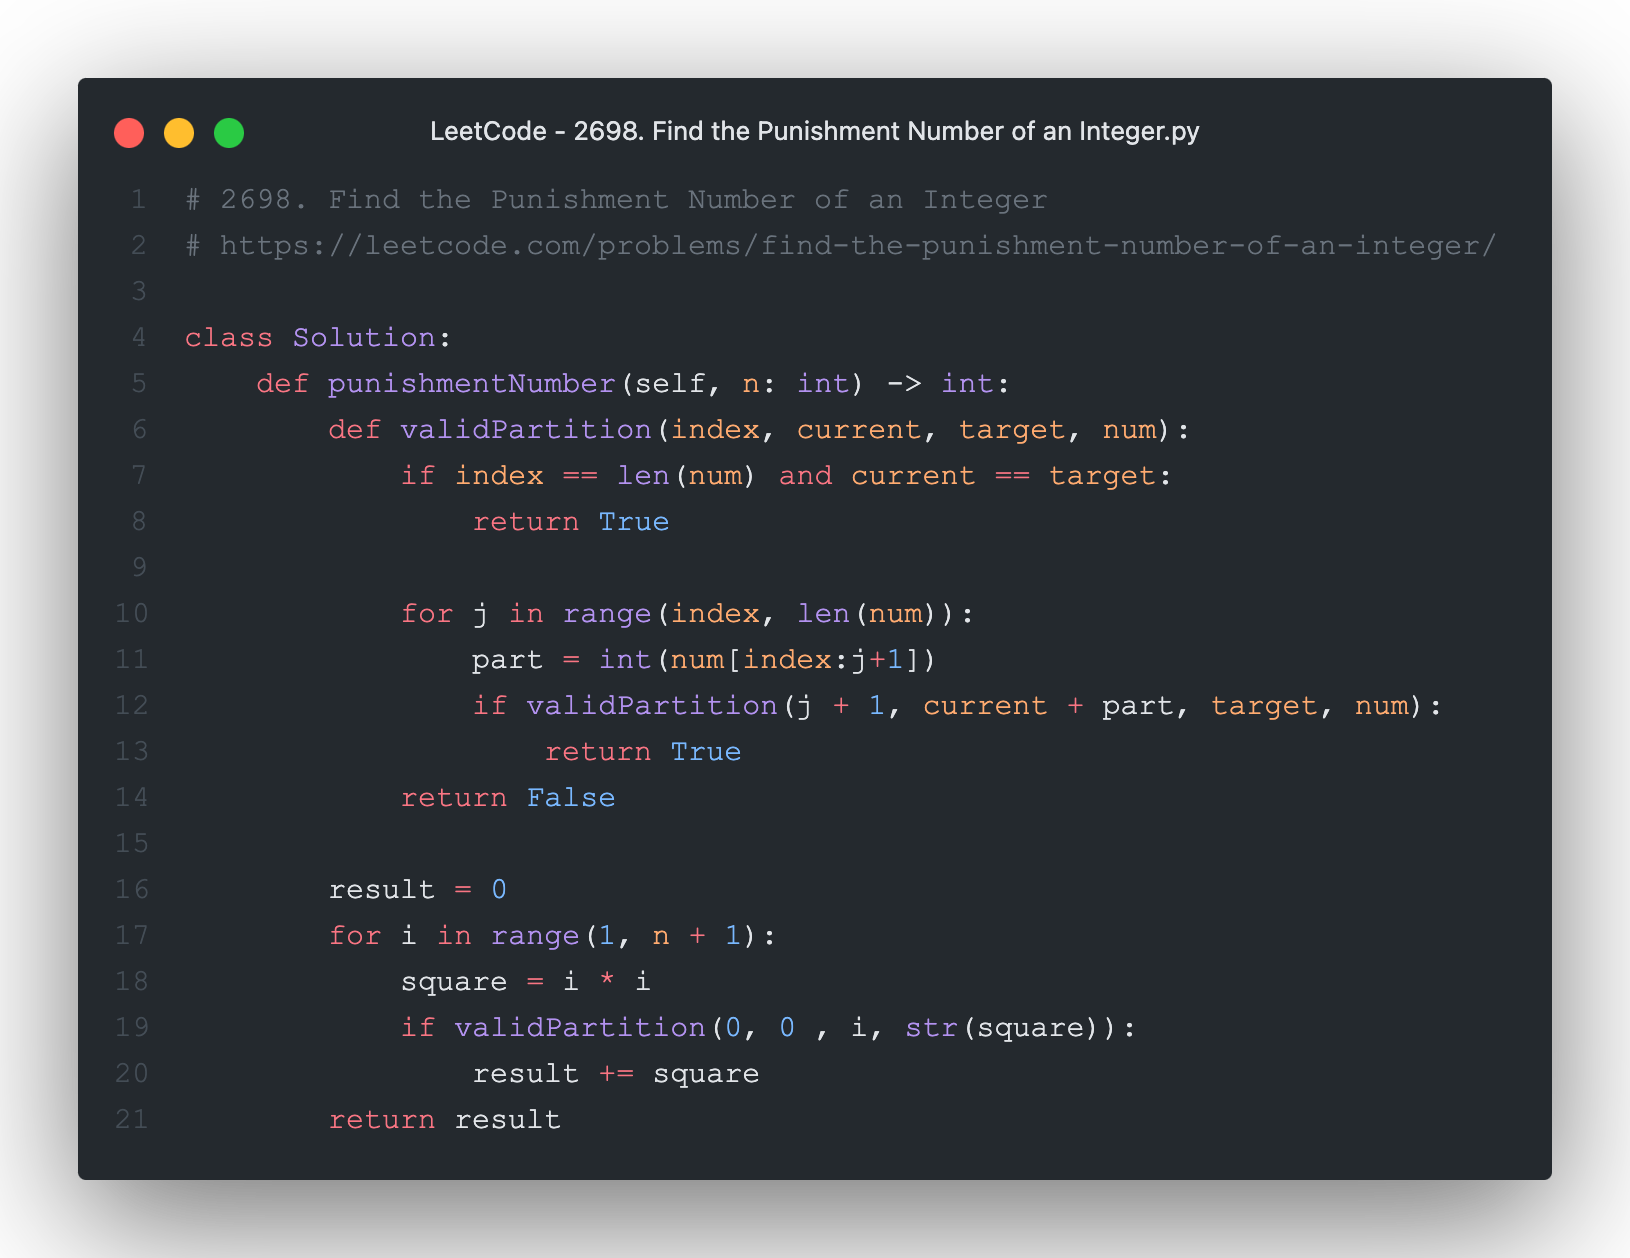 LeetCode - 2698. Find the Punishment Number of an Integer.py
1 # 2698. Find the Punishment Number of an Integer
2 # https://leetcode.com/problems/find-the-punishment-number-of-an-integer/
3
4 class Solution:
5     def punishmentNumber(self, n: int) -> int:
6         def validPartition(index, current, target, num):
7             if index == len(num) and current == target:
8                 return True
9
10             for j in range(index, len(num)):
11                 part = int(num[index:j+1])
12                 if validPartition(j + 1, current + part, target, num):
13                     return True
14             return False
15
16         result = 0
17         for i in range(1, n + 1):
18             square = i * i
19             if validPartition(0, 0 , i, str(square)):
20                 result += square
21         return result